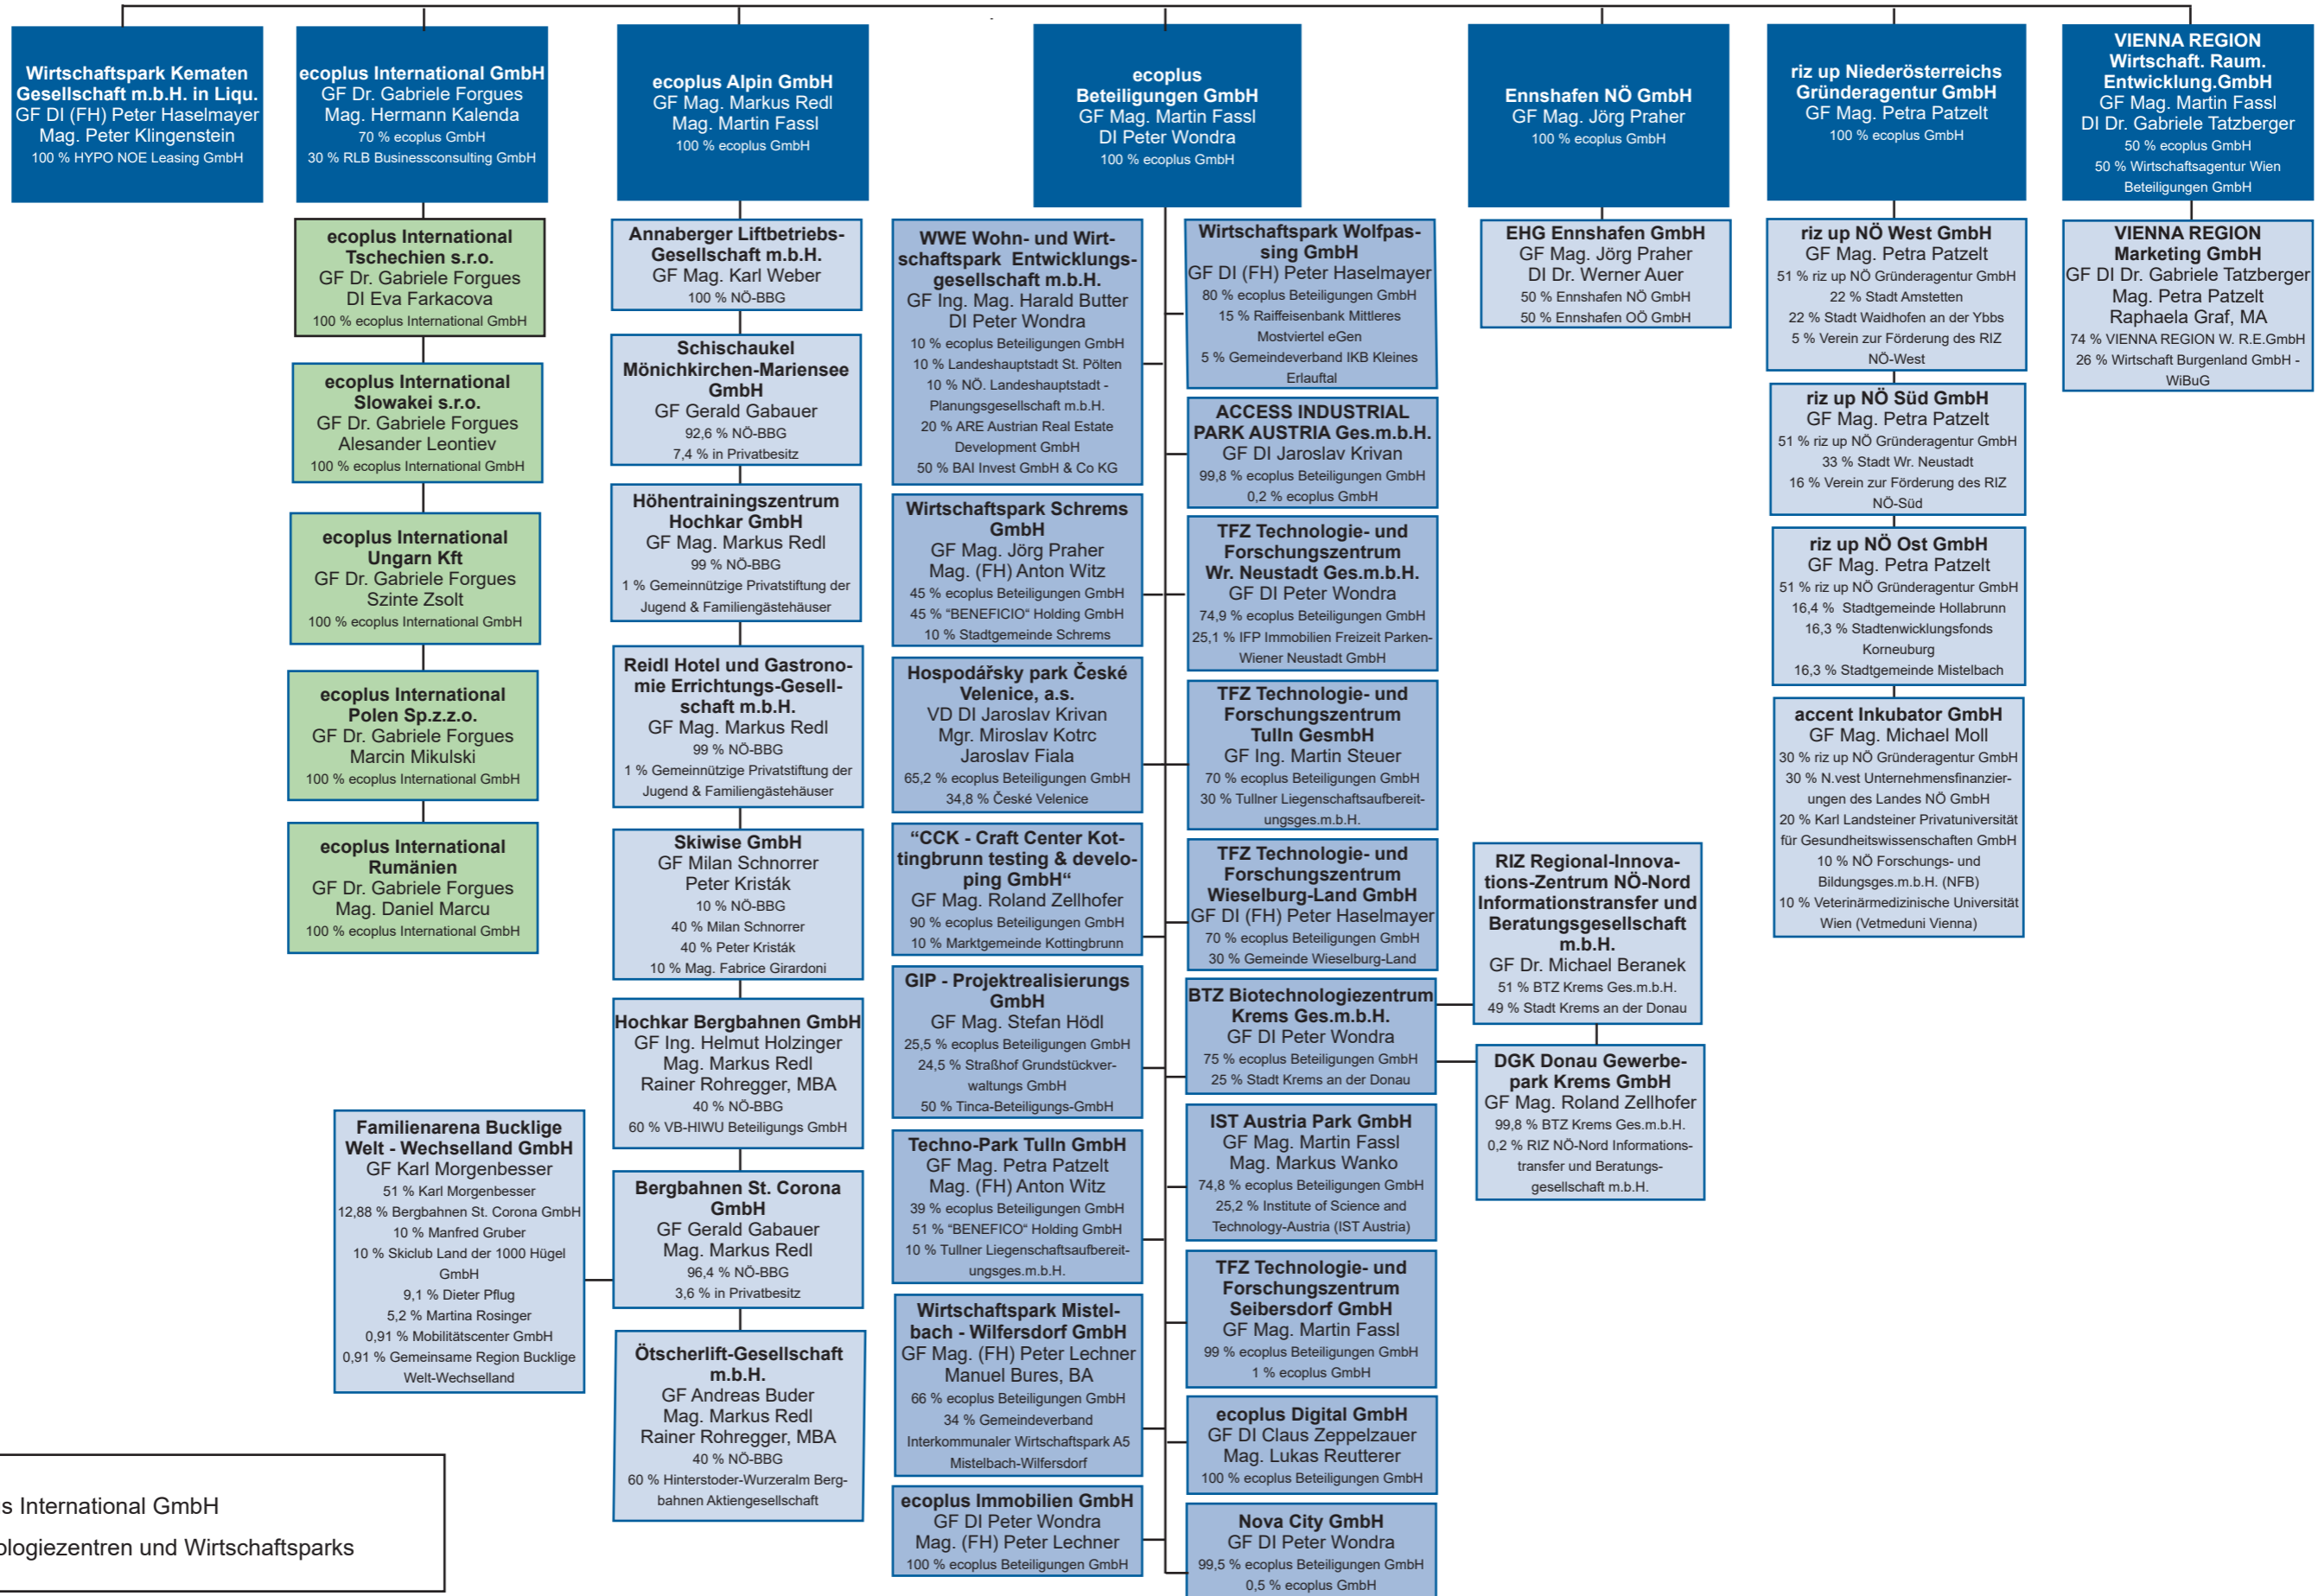 Wirtschaftspark Kematen
Gesellschaft m.b.H. in Liqu.
GF DI (FH) Peter Haselmayer
Mag. Peter Klingenstein
100 % HYPO NOE Leasing GmbH
ecoplus International GmbH
GF Dr. Gabriele Forgues
Mag. Hermann Kalenda
70 % ecoplus GmbH
30 % RLB Businessconsulting GmbH
ecoplus Alpin GmbH
GF Mag. Markus Redl
Mag. Martin Fassl
100 % ecoplus GmbH
ecoplus
Beteiligungen GmbH
GF Mag. Martin Fassl
DI Peter Wondra
100 % ecoplus GmbH
Ennshafen NÖ GmbH
GF Mag. Jörg Praher
100 % ecoplus GmbH
riz up Niederösterreichs
Gründeragentur GmbH
GF Mag. Petra Patzelt
100 % ecoplus GmbH
VIENNA REGION
Wirtschaft. Raum.
Entwicklung.GmbH
GF Mag. Martin Fassl
DI Dr. Gabriele Tatzberger
50 % ecoplus GmbH
50 % Wirtschaftsagentur Wien
Beteiligungen GmbH
ecoplus International
Tschechien s.r.o.
GF Dr. Gabriele Forgues
DI Eva Farkacova
100 % ecoplus International GmbH
ecoplus International
Slowakei s.r.o.
GF Dr. Gabriele Forgues
Alesander Leontiev
100 % ecoplus International GmbH
ecoplus International
Ungarn Kft
GF Dr. Gabriele Forgues
Szinte Zsolt
100 % ecoplus International GmbH
ecoplus International
Polen Sp.z.z.o.
GF Dr. Gabriele Forgues
Marcin Mikulski
100 % ecoplus International GmbH
ecoplus International
Rumänien
GF Dr. Gabriele Forgues
Mag. Daniel Marcu
100 % ecoplus International GmbH
Annaberger Liftbetriebs-
Gesellschaft m.b.H.
GF Mag. Karl Weber
100 % NÖ-BBG
Schischaukel
Mönichkirchen-Mariensee
GmbH
GF Gerald Gabauer
92,6 % NÖ-BBG
7,4 % in Privatbesitz
Höhentrainingszentrum
Hochkar GmbH
GF Mag. Markus Redl
99 % NÖ-BBG
1 % Gemeinnützige Privatstiftung der
Jugend & Familiengästehäuser
Reidl Hotel und Gastrono-
mie Errichtungs-Gesell-
schaft m.b.H.
GF Mag. Markus Redl
99 % NÖ-BBG
1 % Gemeinnützige Privatstiftung der
Jugend & Familiengästehäuser
Skiwise GmbH
GF Milan Schnorrer
Peter Kristák
10 % NÖ-BBG
40 % Milan Schnorrer
40 % Peter Kristák
10 % Mag. Fabrice Girardoni
Hochkar Bergbahnen GmbH
GF Ing. Helmut Holzinger
Mag. Markus Redl
Rainer Rohregger, MBA
40 % NÖ-BBG
60 % VB-HIWU Beteiligungs GmbH
Bergbahnen St. Corona
GmbH
GF Gerald Gabauer
Mag. Markus Redl
96,4 % NÖ-BBG
3,6 % in Privatbesitz
Familienarena Bucklige
Welt - Wechselland GmbH
GF Karl Morgenbesser
51 % Karl Morgenbesser
12,88 % Bergbahnen St. Corona GmbH
10 % Manfred Gruber
10 % Skiclub Land der 1000 Hügel
GmbH
9,1 % Dieter Pflug
5,2 % Martina Rosinger
0,91 % Mobilitätscenter GmbH
0,91 % Gemeinsame Region Bucklige
Welt-Wechselland
Ötscherlift-Gesellschaft
m.b.H.
GF Andreas Buder
Mag. Markus Redl
Rainer Rohregger, MBA
40 % NÖ-BBG
60 % Hinterstoder-Wurzeralm Berg-
bahnen Aktiengesellschaft
WWE Wohn- und Wirt-
schaftspark Entwicklungs-
gesellschaft m.b.H.
GF Ing. Mag. Harald Butter
DI Peter Wondra
10 % ecoplus Beteiligungen GmbH
10 % Landeshauptstadt St. Pölten
10 % NÖ. Landeshauptstadt -
Planungsgesellschaft m.b.H.
20 % ARE Austrian Real Estate
Development GmbH
50 % BAI Invest GmbH & Co KG
Wirtschaftspark Schrems
GmbH
GF Mag. Jörg Praher
Mag. (FH) Anton Witz
45 % ecoplus Beteiligungen GmbH
45 % “BENEFICIO“ Holding GmbH
10 % Stadtgemeinde Schrems
Hospodářsky park České
Velenice, a.s.
VD DI Jaroslav Krivan
Mgr. Miroslav Kotrc
Jaroslav Fiala
65,2 % ecoplus Beteiligungen GmbH
34,8 % České Velenice
“CCK - Craft Center Kot-
tingbrunn testing & develo-
ping GmbH“
GF Mag. Roland Zellhofer
90 % ecoplus Beteiligungen GmbH
10 % Marktgemeinde Kottingbrunn
GIP - Projektrealisierungs
GmbH
GF Mag. Stefan Hödl
25,5 % ecoplus Beteiligungen GmbH
24,5 % Straßhof Grundstückver-
waltungs GmbH
50 % Tinca-Beteiligungs-GmbH
Techno-Park Tulln GmbH
GF Mag. Petra Patzelt
Mag. (FH) Anton Witz
39 % ecoplus Beteiligungen GmbH
51 % “BENEFICO“ Holding GmbH
10 % Tullner Liegenschaftsaufbereit-
ungsges.m.b.H.
Wirtschaftspark Mistel-
bach - Wilfersdorf GmbH
GF Mag. (FH) Peter Lechner
Manuel Bures, BA
66 % ecoplus Beteiligungen GmbH
34 % Gemeindeverband
Interkommunaler Wirtschaftspark A5
Mistelbach-Wilfersdorf
ecoplus Immobilien GmbH
GF DI Peter Wondra
Mag. (FH) Peter Lechner
100 % ecoplus Beteiligungen GmbH
Wirtschaftspark Wolfpas-
sing GmbH
GF DI (FH) Peter Haselmayer
80 % ecoplus Beteiligungen GmbH
15 % Raiffeisenbank Mittleres
Mostviertel eGen
5 % Gemeindeverband IKB Kleines
Erlauftal
ACCESS INDUSTRIAL
PARK AUSTRIA Ges.m.b.H.
GF DI Jaroslav Krivan
99,8 % ecoplus Beteiligungen GmbH
0,2 % ecoplus GmbH
TFZ Technologie- und
Forschungszentrum
Wr. Neustadt Ges.m.b.H.
GF DI Peter Wondra
74,9 % ecoplus Beteiligungen GmbH
25,1 % IFP Immobilien Freizeit Parken-
Wiener Neustadt GmbH
TFZ Technologie- und
Forschungszentrum
Tulln GesmbH
GF Ing. Martin Steuer
70 % ecoplus Beteiligungen GmbH
30 % Tullner Liegenschaftsaufbereit-
ungsges.m.b.H.
TFZ Technologie- und
Forschungszentrum
Wieselburg-Land GmbH
GF DI (FH) Peter Haselmayer
70 % ecoplus Beteiligungen GmbH
30 % Gemeinde Wieselburg-Land
BTZ Biotechnologiezentrum
Krems Ges.m.b.H.
GF DI Peter Wondra
75 % ecoplus Beteiligungen GmbH
25 % Stadt Krems an der Donau
IST Austria Park GmbH
GF Mag. Martin Fassl
Mag. Markus Wanko
74,8 % ecoplus Beteiligungen GmbH
25,2 % Institute of Science and
Technology-Austria (IST Austria)
TFZ Technologie- und
Forschungszentrum
Seibersdorf GmbH
GF Mag. Martin Fassl
99 % ecoplus Beteiligungen GmbH
1 % ecoplus GmbH
ecoplus Digital GmbH
GF DI Claus Zeppelzauer
Mag. Lukas Reutterer
100 % ecoplus Beteiligungen GmbH
Nova City GmbH
GF DI Peter Wondra
99,5 % ecoplus Beteiligungen GmbH
0,5 % ecoplus GmbH
RIZ Regional-Innova-
tions-Zentrum NÖ-Nord
Informationstransfer und
Beratungsgesellschaft
m.b.H.
GF Dr. Michael Beranek
51 % BTZ Krems Ges.m.b.H.
49 % Stadt Krems an der Donau
DGK Donau Gewerbe-
park Krems GmbH
GF Mag. Roland Zellhofer
99,8 % BTZ Krems Ges.m.b.H.
0,2 % RIZ NÖ-Nord Informations-
transfer und Beratungs-
gesellschaft m.b.H.
EHG Ennshafen GmbH
GF Mag. Jörg Praher
DI Dr. Werner Auer
50 % Ennshafen NÖ GmbH
50 % Ennshafen OÖ GmbH
riz up NÖ West GmbH
GF Mag. Petra Patzelt
51 % riz up NÖ Gründeragentur GmbH
22 % Stadt Amstetten
22 % Stadt Waidhofen an der Ybbs
5 % Verein zur Förderung des RIZ
NÖ-West
riz up NÖ Süd GmbH
GF Mag. Petra Patzelt
51 % riz up NÖ Gründeragentur GmbH
33 % Stadt Wr. Neustadt
16 % Verein zur Förderung des RIZ
NÖ-Süd
riz up NÖ Ost GmbH
GF Mag. Petra Patzelt
51 % riz up NÖ Gründeragentur GmbH
16,4 % Stadtgemeinde Hollabrunn
16,3 % Stadtenwicklungsfonds
Korneuburg
16,3 % Stadtgemeinde Mistelbach
accent Inkubator GmbH
GF Mag. Michael Moll
30 % riz up NÖ Gründeragentur GmbH
30 % N.vest Unternehmensfinanzier-
ungen des Landes NÖ GmbH
20 % Karl Landsteiner Privatuniversität
für Gesundheitswissenschaften GmbH
10 % NÖ Forschungs- und
Bildungsges.m.b.H. (NFB)
10 % Veterinärmedizinische Universität
Wien (Vetmeduni Vienna)
VIENNA REGION
Marketing GmbH
GF DI Dr. Gabriele Tatzberger
Mag. Petra Patzelt
Raphaela Graf, MA
74 % VIENNA REGION W. R.E.GmbH
26 % Wirtschaft Burgenland GmbH -
WiBuG
s International GmbH
ologiezentren und Wirtschaftsparks